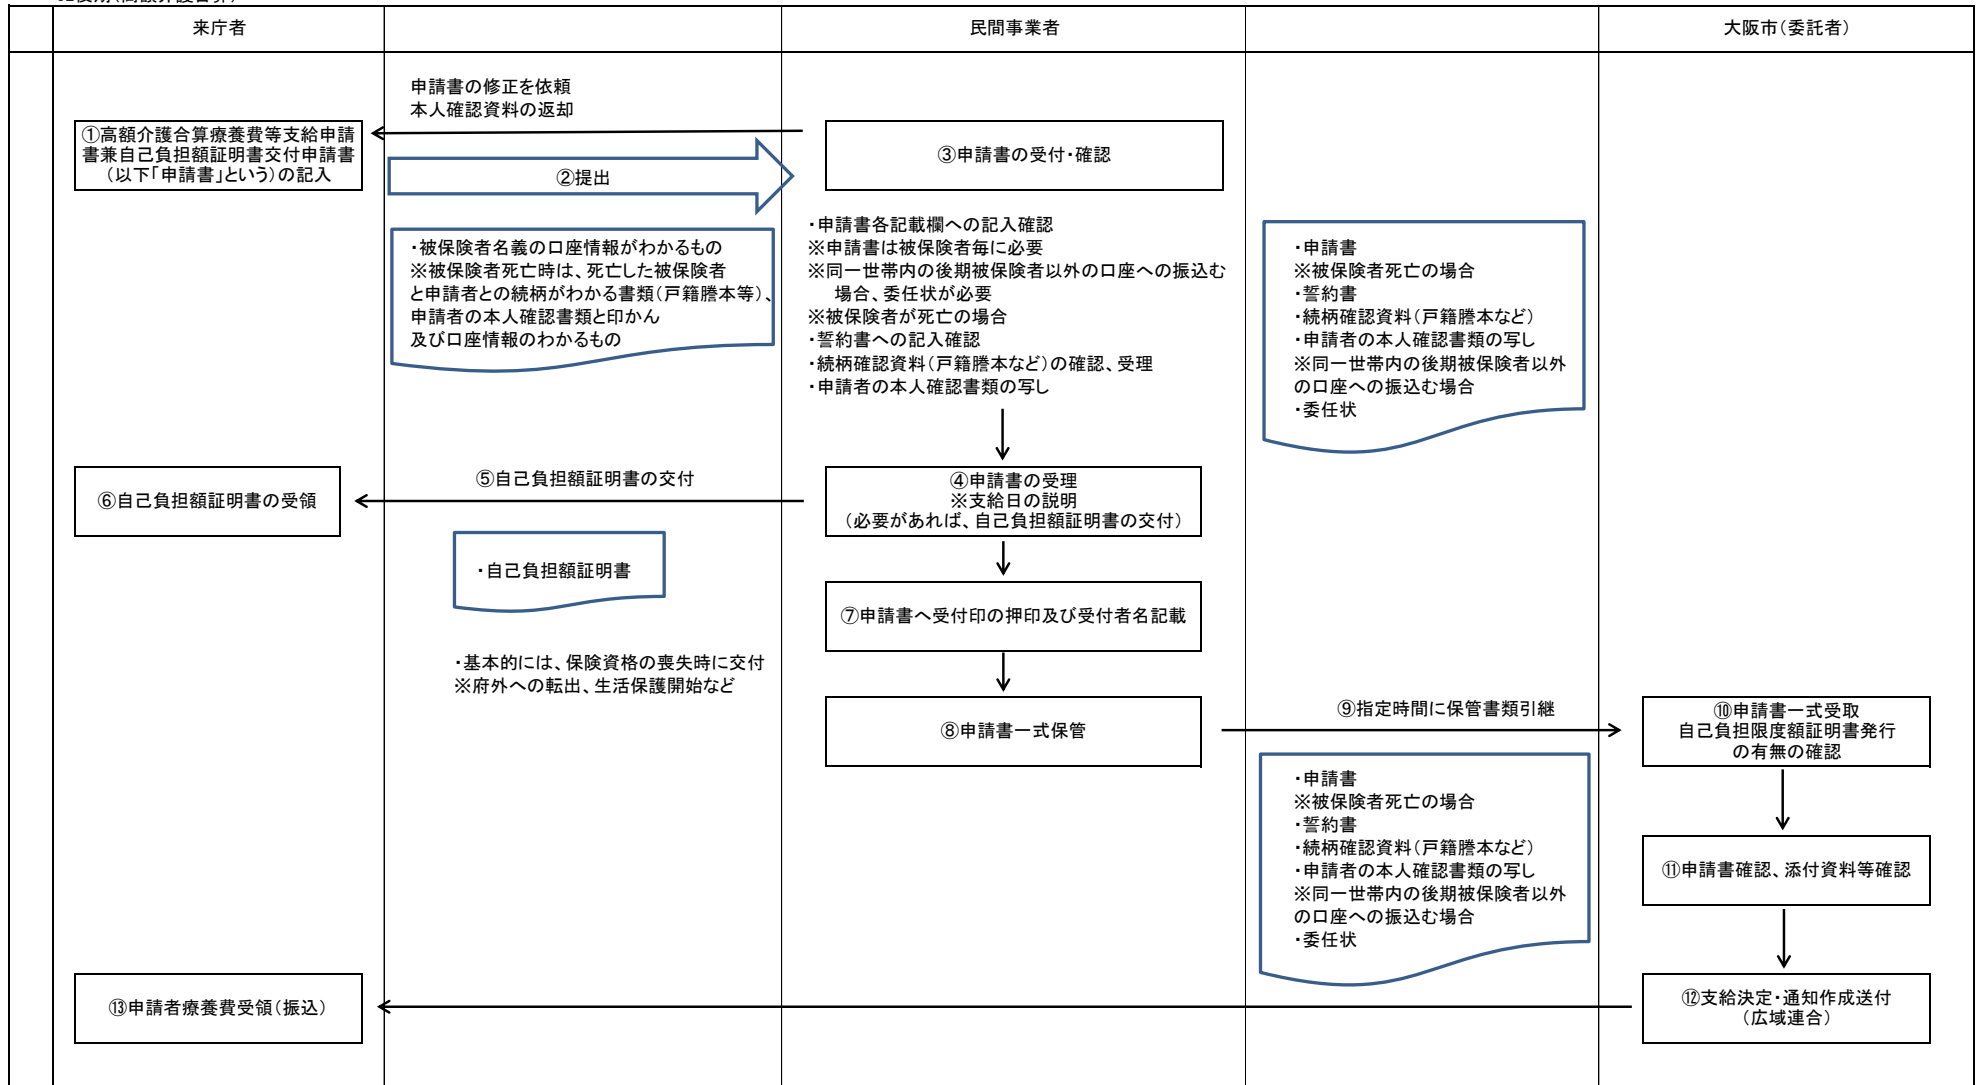 来庁者
民間事業者
大阪市（委託者）
申請書の修正を依頼
本人確認資料の返却
①高額介護合算療養費等支給申請
書兼自己負担額証明書交付申請書
（以下「申請書」という）の記入
②提出
③申請書の受付・確認
・被保険者名義の口座情報がわかるもの
※被保険者死亡時は、死亡した被保険者
と申請者との続柄がわかる書類（戸籍謄本等）、
申請者の本人確認書類と印かん
及び口座情報のわかるもの
・申請書各記載欄への記入確認
※申請書は被保険者毎に必要
※同一世帯内の後期被保険者以外の口座への振込む
場合、委任状が必要
※被保険者が死亡の場合
・誓約書への記入確認
・続柄確認資料（戸籍謄本など）の確認、受理
・申請者の本人確認書類の写し
・申請書
※被保険者死亡の場合
・誓約書
・続柄確認資料（戸籍謄本など）
・申請者の本人確認書類の写し
※同一世帯内の後期被保険者以外
の口座への振込む場合
・委任状
⑥自己負担額証明書の受領
⑤自己負担額証明書の交付
④申請書の受理
※支給日の説明
（必要があれば、自己負担額証明書の交付）
・自己負担額証明書
⑦申請書へ受付印の押印及び受付者名記載
・基本的には、保険資格の喪失時に交付
※府外への転出、生活保護開始など
⑧申請書一式保管
⑨指定時間に保管書類引継
⑩申請書一式受取
自己負担限度額証明書発行
の有無の確認
・申請書
※被保険者死亡の場合
・誓約書
・続柄確認資料（戸籍謄本など）
・申請者の本人確認書類の写し
※同一世帯内の後期被保険者以外
の口座への振込む場合
・委任状
⑪申請書確認、添付資料等確認
⑬申請者療養費受領（振込）
⑫支給決定・通知作成送付
（広域連合）